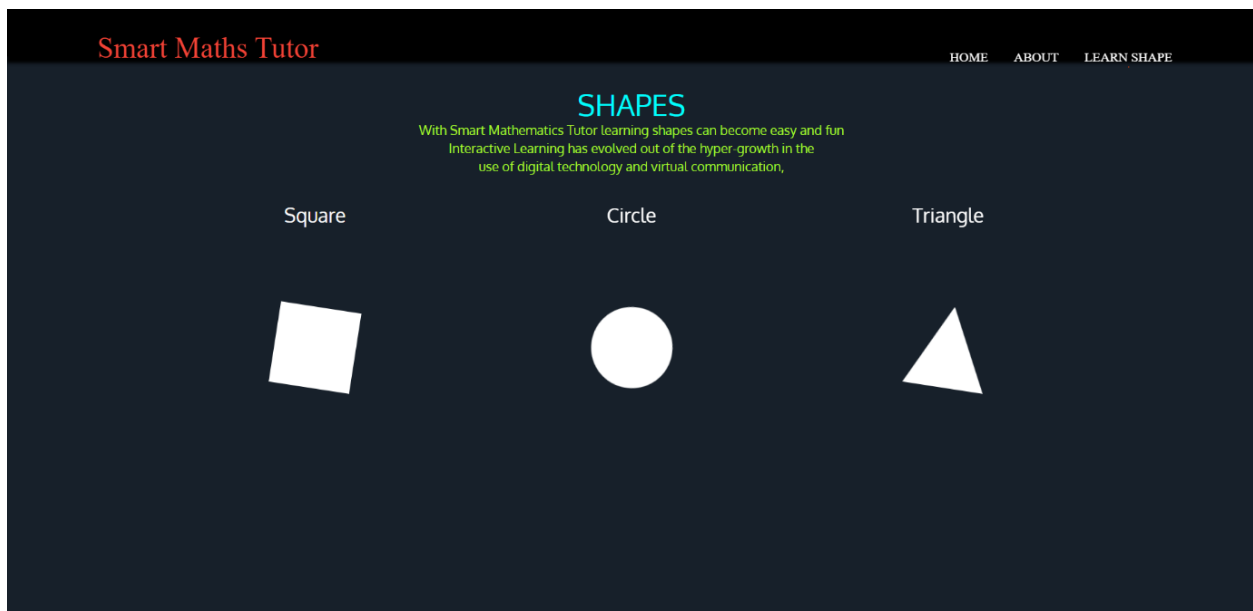 Smart Maths Tutor
HOME ABOUT LEARN SHAPE
SHAPES
With Smart Mathematics Tutor learning shapes can become easy and fun
Interactive Learning has evolved out of the hyper-growth in the
use of digital technology and virtual communication,
Square Circle Triangle